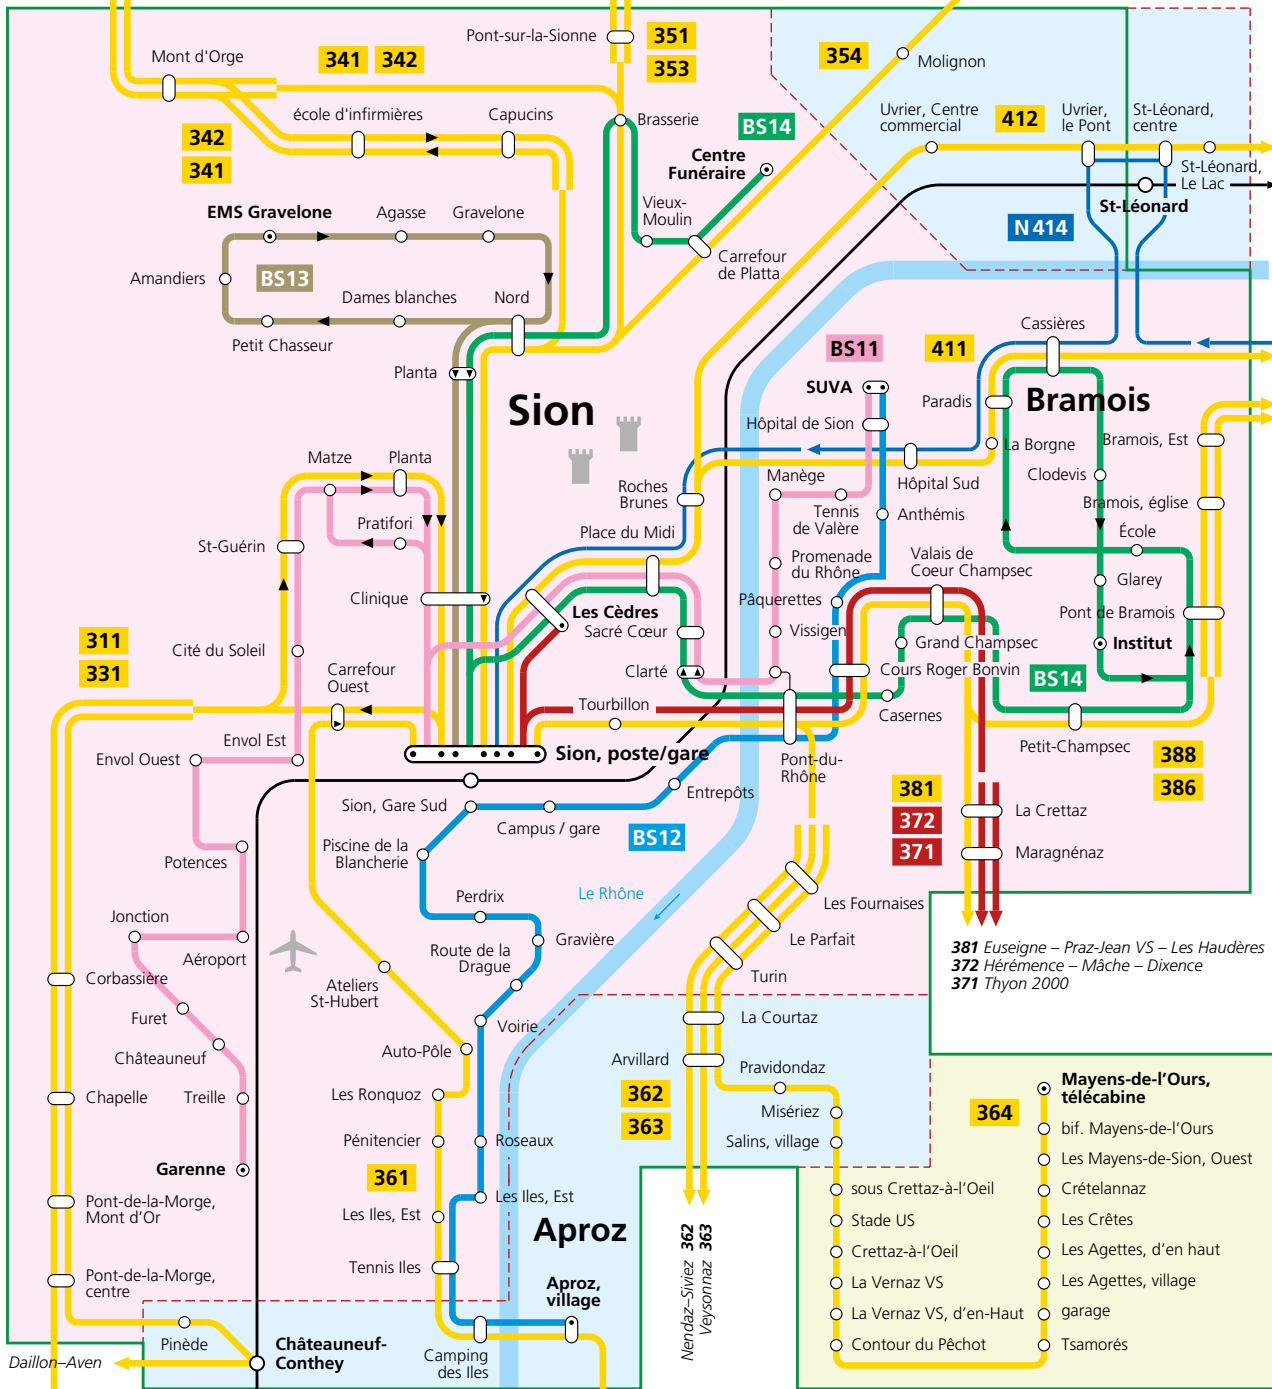 Pont-sur-la-Sionne
351
353
354
Molignon
Mont d'Orge
341
342
342
341
école d'infirmières
Capucins
Brasserie
BS14
Centre
Funéraire
Uvrier, Centre
commercial
412
Uvrier,
le Pont
St-Léonard,
centre
St-Léonard,
Le Lac
St-Léonard
N 414
EMS Gravelone
Agasse
Gravelone
Vieux-
Moulin
Carrefour
de Platta
Amandiers
BS13
Dames blanches
Nord
Petit Chasseur
Planta
Sion
BS11
411
Cassières
SUVA
Paradis
Bramois
Hôpital de Sion
La Borgne
Bramois, Est
Matze
Planta
Roches
Brunes
Manège
Hôpital Sud
Clodevis
Tennis
de Valère
Anthémis
Bramois, église
Pratifori
Place du Midi
École
St-Guérin
Promenade
du Rhône
Valais de
Coeur Champsec
Glarey
Clinique
Les Cèdres
Pâquerettes
Pont de Bramois
311
331
Cité du Soleil
Sacré Cœur
Vissigen
Grand Champsec
Institut
Carrefour
Ouest
Clarté
Cours Roger Bonvin
BS14
Tourbillon
Casernes
Envol Est
Envol Ouest
Sion, poste/gare
Pont-du-
Rhône
Petit-Champsec
388
386
Entrepôts
381
372
371
Sion, Gare Sud
Campus / gare
BS12
La Crettaz
Piscine de la
Blancherie
Maragnénaz
Potences
Le Rhône
Les Fournaises
Perdrix
Jonction
Gravière
Le Parfait
381 Euseigne – Praz-Jean VS – Les Haudères
372 Hérémence – Mâche – Dixence
371 Thyon 2000
Aéroport
Route de la
Drague
Turin
Corbassière
Ateliers
St-Hubert
Furet
Voirie
La Courtaz
Châteauneuf
Auto-Pôle
Arvillard
Pravidondaz
Mayens-de-l'Ours,
télécabine
Chapelle
Treille
Les Ronquoz
362
363
364
Misériez
bif. Mayens-de-l'Ours
Pénitencier
Roseaux
Salins, village
Les Mayens-de-Sion, Ouest
Garenne
361
sous Crettaz-à-l'Oeil
Crételannaz
Pont-de-la-Morge,
Mont d'Or
Les Iles, Est
Les Iles, Est
Aproz
Stade US
Les Crêtes
Nendaz–Siviez 362
Veysonnaz 363
Crettaz-à-l'Oeil
Les Agettes, d'en haut
Pont-de-la-Morge,
centre
Tennis Iles
Aproz,
village
La Vernaz VS
Les Agettes, village
La Vernaz VS, d'en-Haut
garage
Pinède
Châteauneuf-
Conthey
Camping
des Iles
Contour du Pêchot
Tsamorés
Daillon–Aven